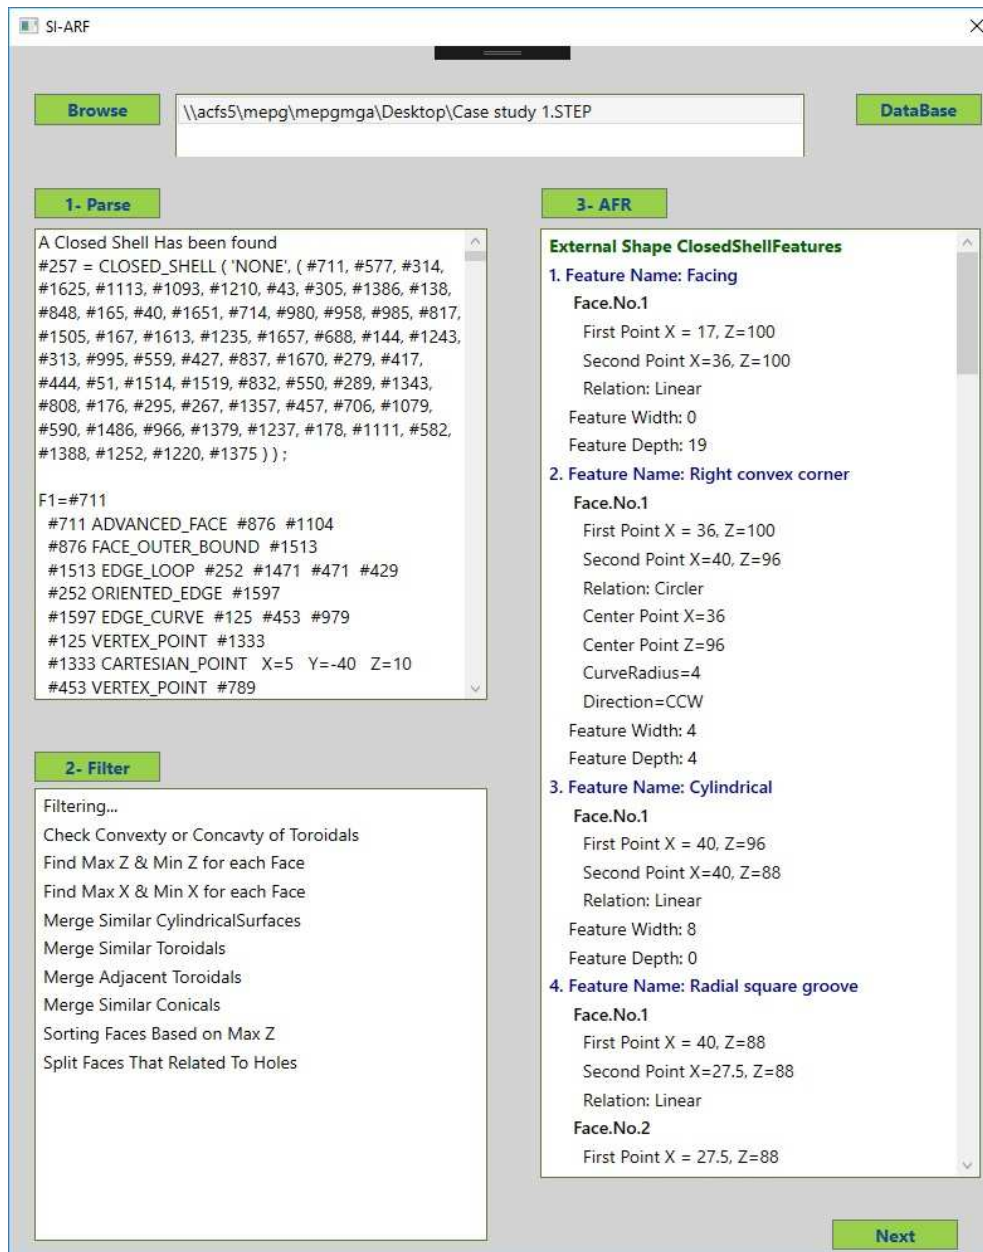 SI-ARF
Browse
\\acfs5\mepg\mepgmga\Desktop\Case study 1.STEP
DataBase
1- Parse
A Closed Shell Has been found
#257 = CLOSED_SHELL ( 'NONE', ( #711, #577, #314,
#1625, #1113, #1093, #1210, #43, #305, #1386, #138,
#848, #165, #40, #1651, #714, #980, #958, #985, #817,
#1505, #167, #1613, #1235, #1657, #688, #144, #1243,
#313, #995, #559, #427, #837, #1670, #279, #417,
#444, #51, #1514, #1519, #832, #550, #289, #1343,
#808, #176, #295, #267, #1357, #457, #706, #1079,
#590, #1486, #966, #1379, #1237, #178, #1111, #582,
#1388, #1252, #1220, #1375 ) ) ;
F1=#711
#711 ADVANCED_FACE #876 #1104
#876 FACE_OUTER_BOUND #1513
#1513 EDGE_LOOP #252 #1471 #471 #429
#252 ORIENTED_EDGE #1597
#1597 EDGE_CURVE #125 #453 #979
#125 VERTEX_POINT #1333
#1333 CARTESIAN_POINT X=5 Y=-40 Z=10
#453 VERTEX_POINT #789
2- Filter
Filtering...
Check Convexty or Concavty of Toroidals
Find Max Z & Min Z for each Face
Find Max X & Min X for each Face
Merge Similar CylindricalSurfaces
Merge Similar Toroidals
Merge Adjacent Toroidals
Merge Similar Conicals
Sorting Faces Based on Max Z
Split Faces That Related To Holes
3- AFR
External Shape ClosedShellFeatures
1. Feature Name: Facing
Face.No.1
First Point X = 17, Z=100
Second Point X=36, Z=100
Relation: Linear
Feature Width: 0
Feature Depth: 19
2. Feature Name: Right convex corner
Face.No.1
First Point X = 36, Z=100
Second Point X=40, Z=96
Relation: Circler
Center Point X=36
Center Point Z=96
CurveRadius=4
Direction=CCW
Feature Width: 4
Feature Depth: 4
3. Feature Name: Cylindrical
Face.No.1
First Point X = 40, Z=96
Second Point X=40, Z=88
Relation: Linear
Feature Width: 8
Feature Depth: 0
4. Feature Name: Radial square groove
Face.No.1
First Point X = 40, Z=88
Second Point X=27.5, Z=88
Relation: Linear
Face.No.2
First Point X = 27.5, Z=88
Next